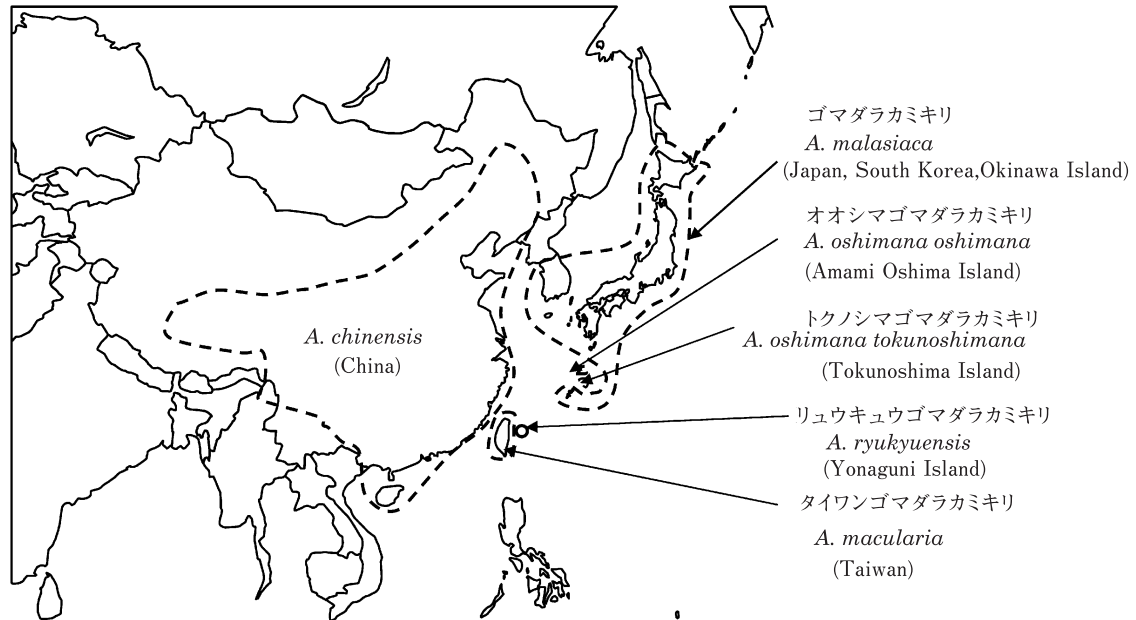 ゴマダラカミキリ
A. malasiaca
(Japan, South Korea,Okinawa Island)
オオシマゴマダラカミキリ
A. oshimana oshimana
(Amami Oshima Island)
トクノシマゴマダラカミキリ
A. oshimana tokunoshimana
(Tokunoshima Island)
A. chinensis
(China)
リュウキュウゴマダラカミキリ
A. ryukyuensis
(Yonaguni Island)
タイワンゴマダラカミキリ
A. macularia
(Taiwan)